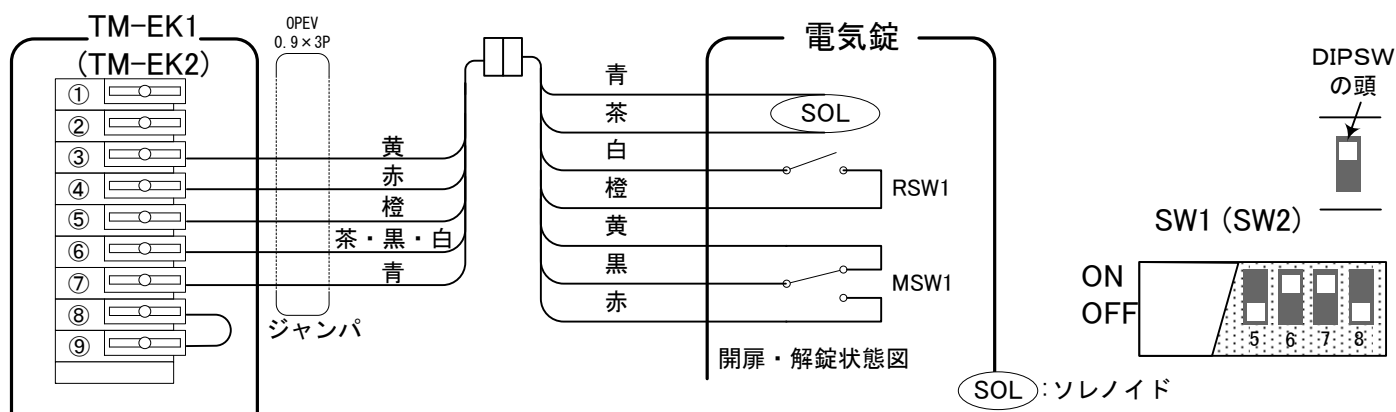 TM-EK1
(TM-EK2)
OPEV
0.9×3P
①
②
③
④
⑤
⑥
⑦
⑧
⑨
黄
赤
橙
茶・黒・白
青
ジャンパ
電気錠
青
茶
白
橙
黄
黒
赤
SOL
RSW1
MSW1
開扉・解錠状態図
SOL:ソレノイド
DIPSW
の頭
SW1(SW2)
ON
OFF
5 6 7 8